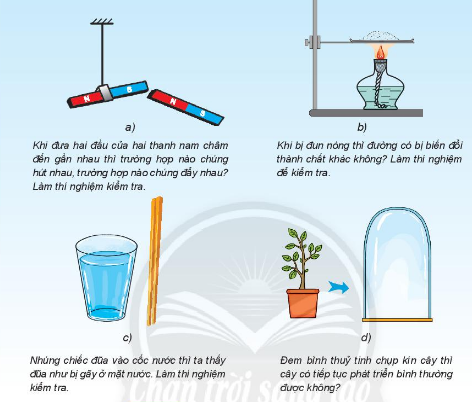 N S
N S
a)
Khi đưa hai đầu của hai thanh nam châm
đến gần nhau thì trường hợp nào chúng
hút nhau, trường hợp nào chúng đẩy nhau?
Làm thí nghiệm kiểm tra.
b)
Khi bị đun nóng thì đường có bị biến đổi
thành chất khác không? Làm thí nghiệm
để kiểm tra.
c)
Nhúng chiếc đũa vào cốc nước thì ta thấy
đũa như bị gãy ở mặt nước. Làm thí nghiệm
kiểm tra.
d)
Đem bình thuỷ tinh chụp kín cây thì
cây có tiếp tục phát triển bình thường
được không?
Chân trời sáng tạo